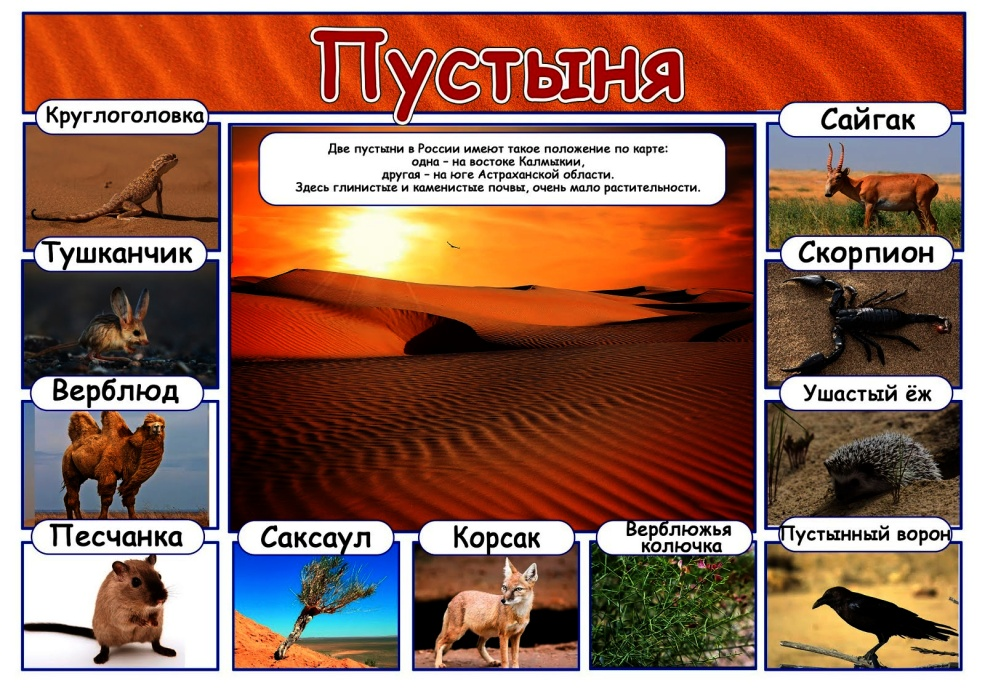 Пустыня
Две пустыни в России имеют такое положение по карте:
одна – на востоке Калмыкии,
другая – на юге Астраханской области.
Здесь глинистые и каменистые почвы, очень мало растительности.
Круглоголовка
Тушканчик
Верблюд
Песчанка
Саксаул
Корсак
Верблюжья
колючка
Сайгак
Скорпион
Ушастый ёж
Пустынный ворон